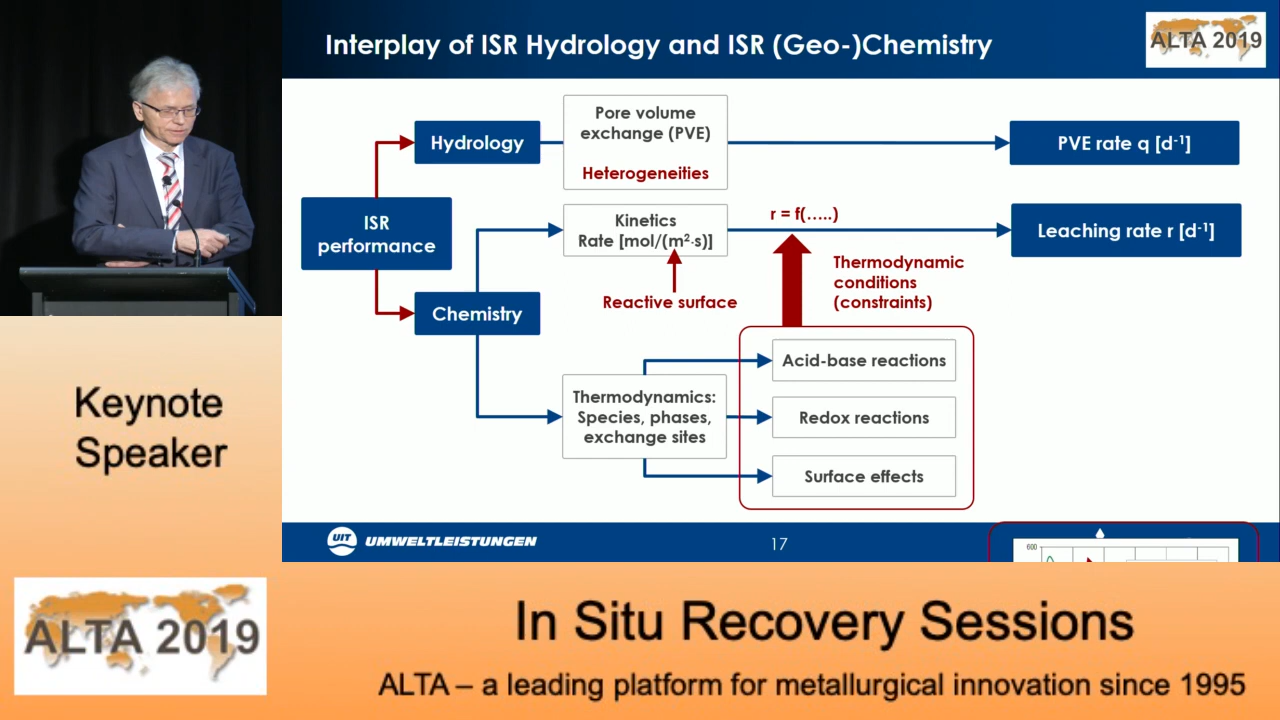 Interplay of ISR Hydrology and ISR (Geo-)Chemistry
ALTA 2019
Hydrology
Pore volume
exchange (PVE)
Heterogeneities
PVE rate q [d⁻¹]
ISR
performance
Kinetics
Rate [mol/(m²·s)]
r = f(.....)
Leaching rate r [d⁻¹]
Reactive surface
Thermodynamic
conditions
(constraints)
Chemistry
Thermodynamics:
Species, phases,
exchange sites
Acid-base reactions
Redox reactions
Surface effects
UIT UMWELTLEISTUNGEN
17
600
Keynote
Speaker
ALTA 2019
In Situ Recovery Sessions
ALTA – a leading platform for metallurgical innovation since 1995